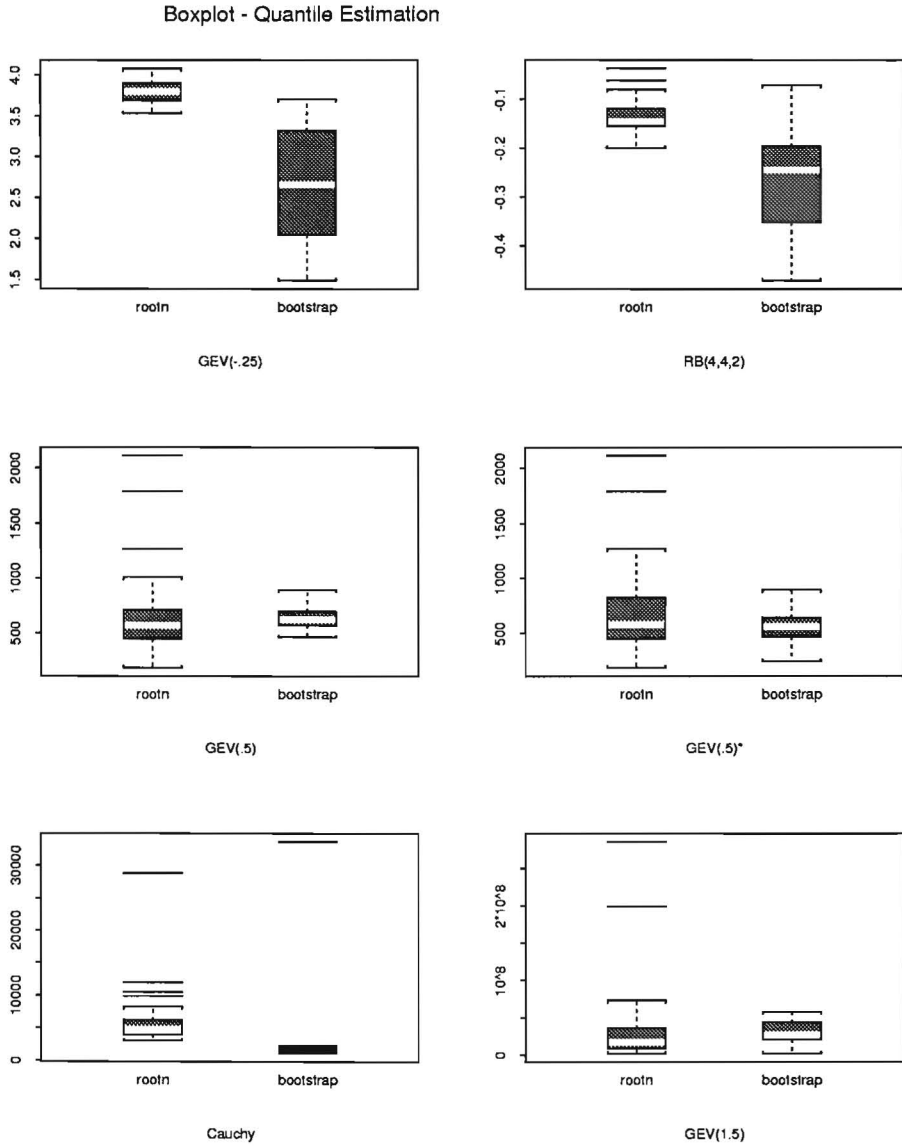 Boxplot - Quantile Estimation
4.0
3.5
3.0
2.5
2.0
1.5
rootn
bootstrap
GEV(-.25)
-0.1
-0.2
-0.3
-0.4
rootn
bootstrap
RB(4,4,2)
2000
1500
1000
500
rootn
bootstrap
GEV(.5)
2000
1500
1000
500
rootn
bootstrap
GEV(.5)*
30000
20000
10000
0
rootn
bootstrap
Cauchy
2*10^8
10^8
0
rootn
bootstrap
GEV(1.5)